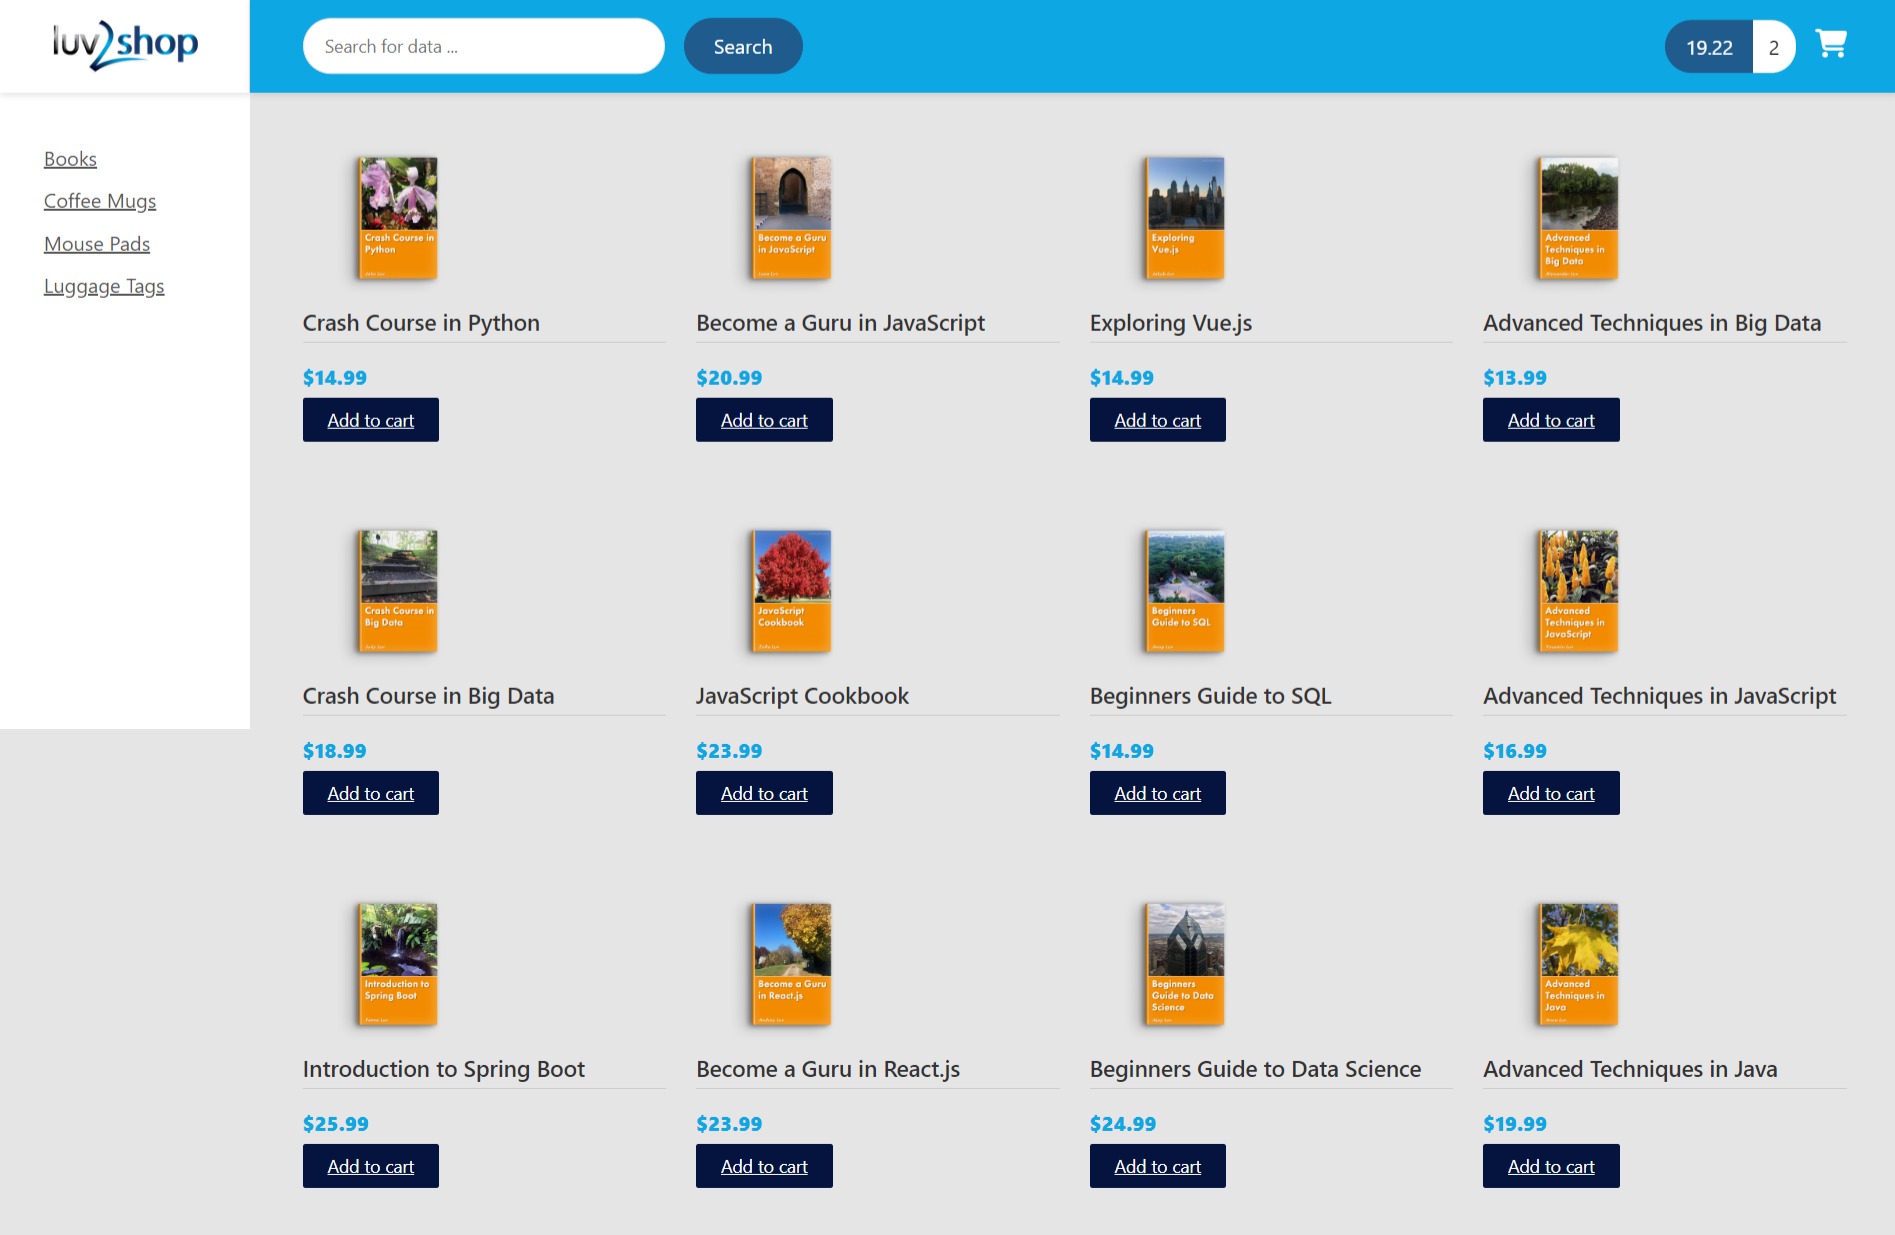 luv2shop
Search for data ...
Search
19.22
2
Books
Coffee Mugs
Mouse Pads
Luggage Tags
Crash Course in
Python
Become a Guru
in JavaScript
Exploring
Vue.js
Advanced
Techniques in
Big Data
Crash Course in Python
Become a Guru in JavaScript
Exploring Vue.js
Advanced Techniques in Big Data
$14.99
$20.99
$14.99
$13.99
Add to cart
Add to cart
Add to cart
Add to cart
Crash Course in
Big Data
JavaScript
Cookbook
Beginners
Guide to SQL
Advanced
Techniques in
JavaScript
Crash Course in Big Data
JavaScript Cookbook
Beginners Guide to SQL
Advanced Techniques in JavaScript
$18.99
$23.99
$14.99
$16.99
Add to cart
Add to cart
Add to cart
Add to cart
Introduction to
Spring Boot
Become a Guru
in React.js
Beginners
Guide to Data
Science
Advanced
Techniques in
Java
Introduction to Spring Boot
Become a Guru in React.js
Beginners Guide to Data Science
Advanced Techniques in Java
$25.99
$23.99
$24.99
$19.99
Add to cart
Add to cart
Add to cart
Add to cart